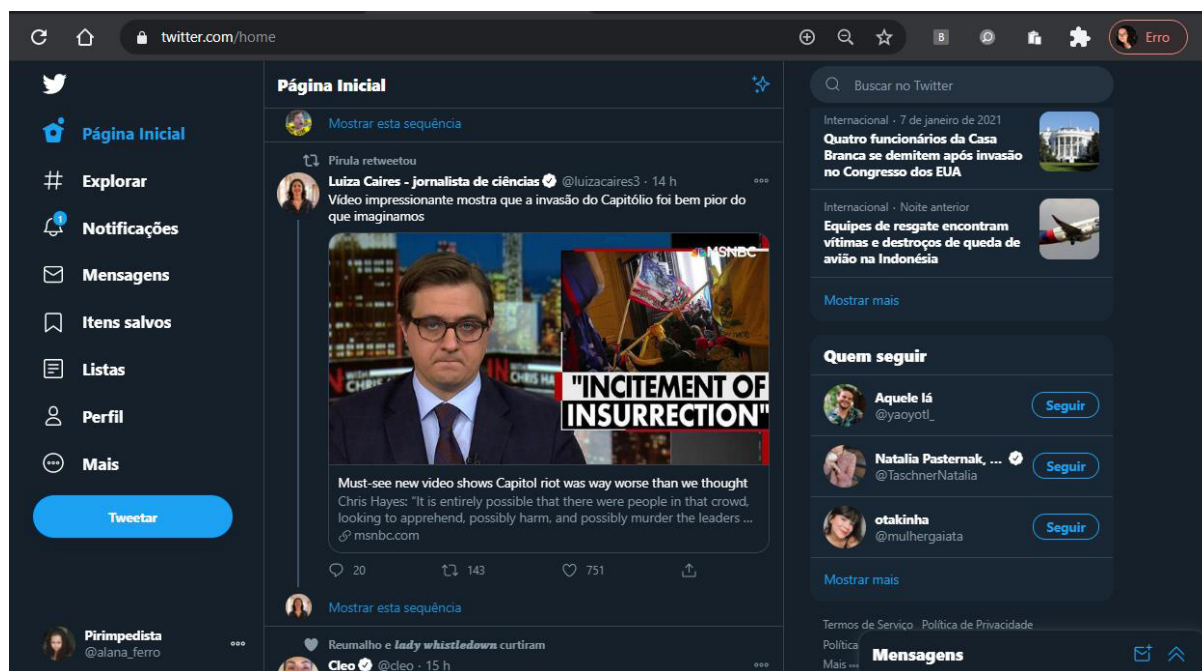 twitter.com/home
Erro
Página Inicial
Explorar
1
Notificações
Mensagens
Itens salvos
Listas
Perfil
Mais
Tweetar
Pirimpedista
@alana_ferro
Página Inicial
Mostrar esta sequência
Pirula retweetou
Luiza Caires - jornalista de ciências @luizacaires3 · 14 h
Vídeo impressionante mostra que a invasão do Capitólio foi bem pior do
que imaginamos
MSNBC
"INCITEMENT OF
INSURRECTION"
Must-see new video shows Capitol riot was way worse than we thought
Chris Hayes: "It is entirely possible that there were people in that crowd,
looking to apprehend, possibly harm, and possibly murder the leaders ...
msnbc.com
20 143 751
Mostrar esta sequência
Reumalho e lady whistledown curtiram
Cleo @cleo · 15 h
Buscar no Twitter
Internacional · 7 de janeiro de 2021
Quatro funcionários da Casa
Branca se demitem após invasão
no Congresso dos EUA
Internacional · Noite anterior
Equipes de resgate encontram
vítimas e destroços de queda de
avião na Indonésia
Mostrar mais
Quem seguir
Aquele lá
@yaoyotl_
Seguir
Natalia Pasternak, ...
@TaschnerNatalia
Seguir
otakinha
@mulhergaiata
Seguir
Mostrar mais
Termos de Serviço Política de Privacidade
Política
Mais ...
Mensagens